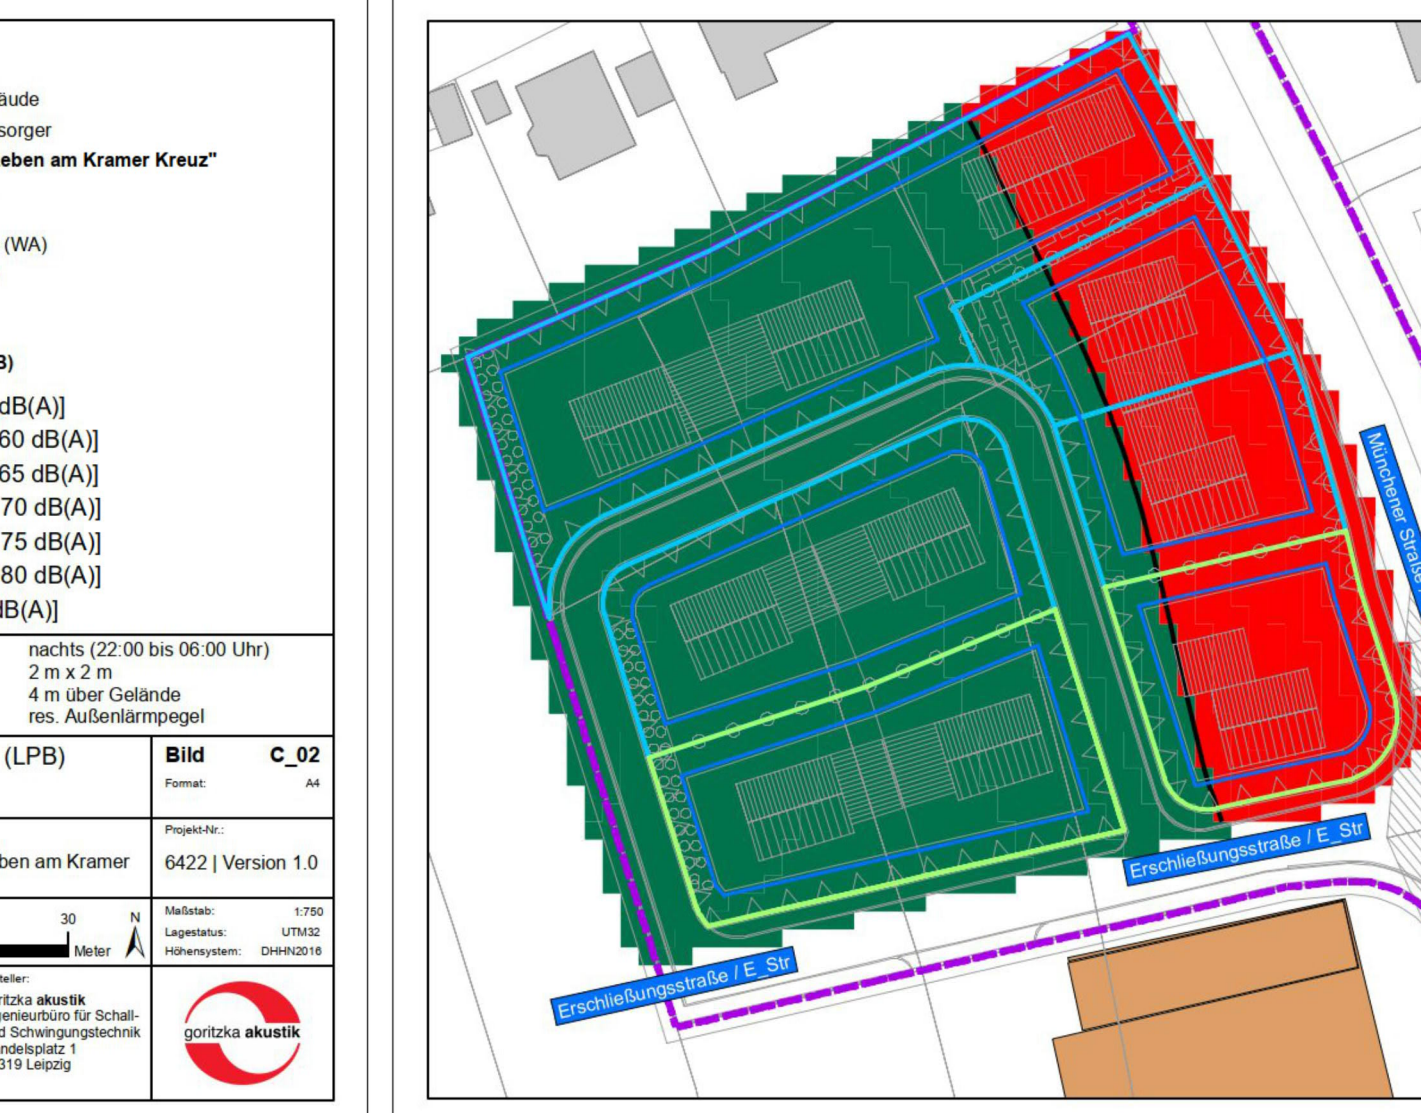 äude
sorger
eben am Kramer Kreuz"
(WA)
B)
dB(A)]
60 dB(A)]
65 dB(A)]
70 dB(A)]
75 dB(A)]
80 dB(A)]
dB(A)]
nachts (22:00 bis 06:00 Uhr)
2 m x 2 m
4 m über Gelände
res. Außenlärmpegel
(LPB)
Bild C_02
Format: A4
ben am Kramer
Projekt-Nr.:
6422 | Version 1.0
30
N
Meter
Maßstab: 1:750
Lagestatus: UTM32
Höhensystem: DHHN2016
teller:
ritzka akustik
genieurbüro für Schall-
d Schwingungstechnik
ndelsplatz 1
319 Leipzig
goritzka akustik
Münchener Straße
Erschließungsstraße / E_Str
Erschließungsstraße / E_Str